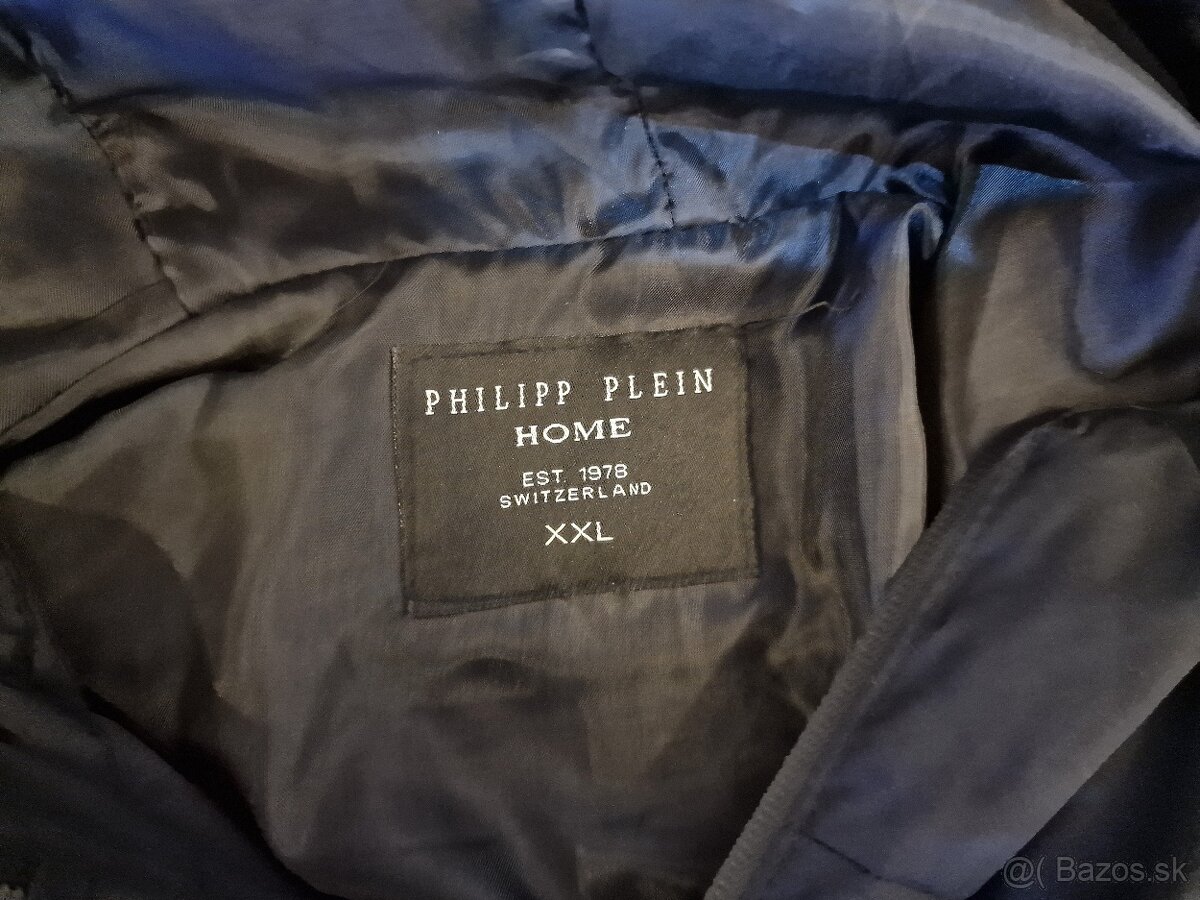 PHILIPP PLEIN
HOME
EST. 1978
SWITZERLAND
XXL
@( Bazos.sk